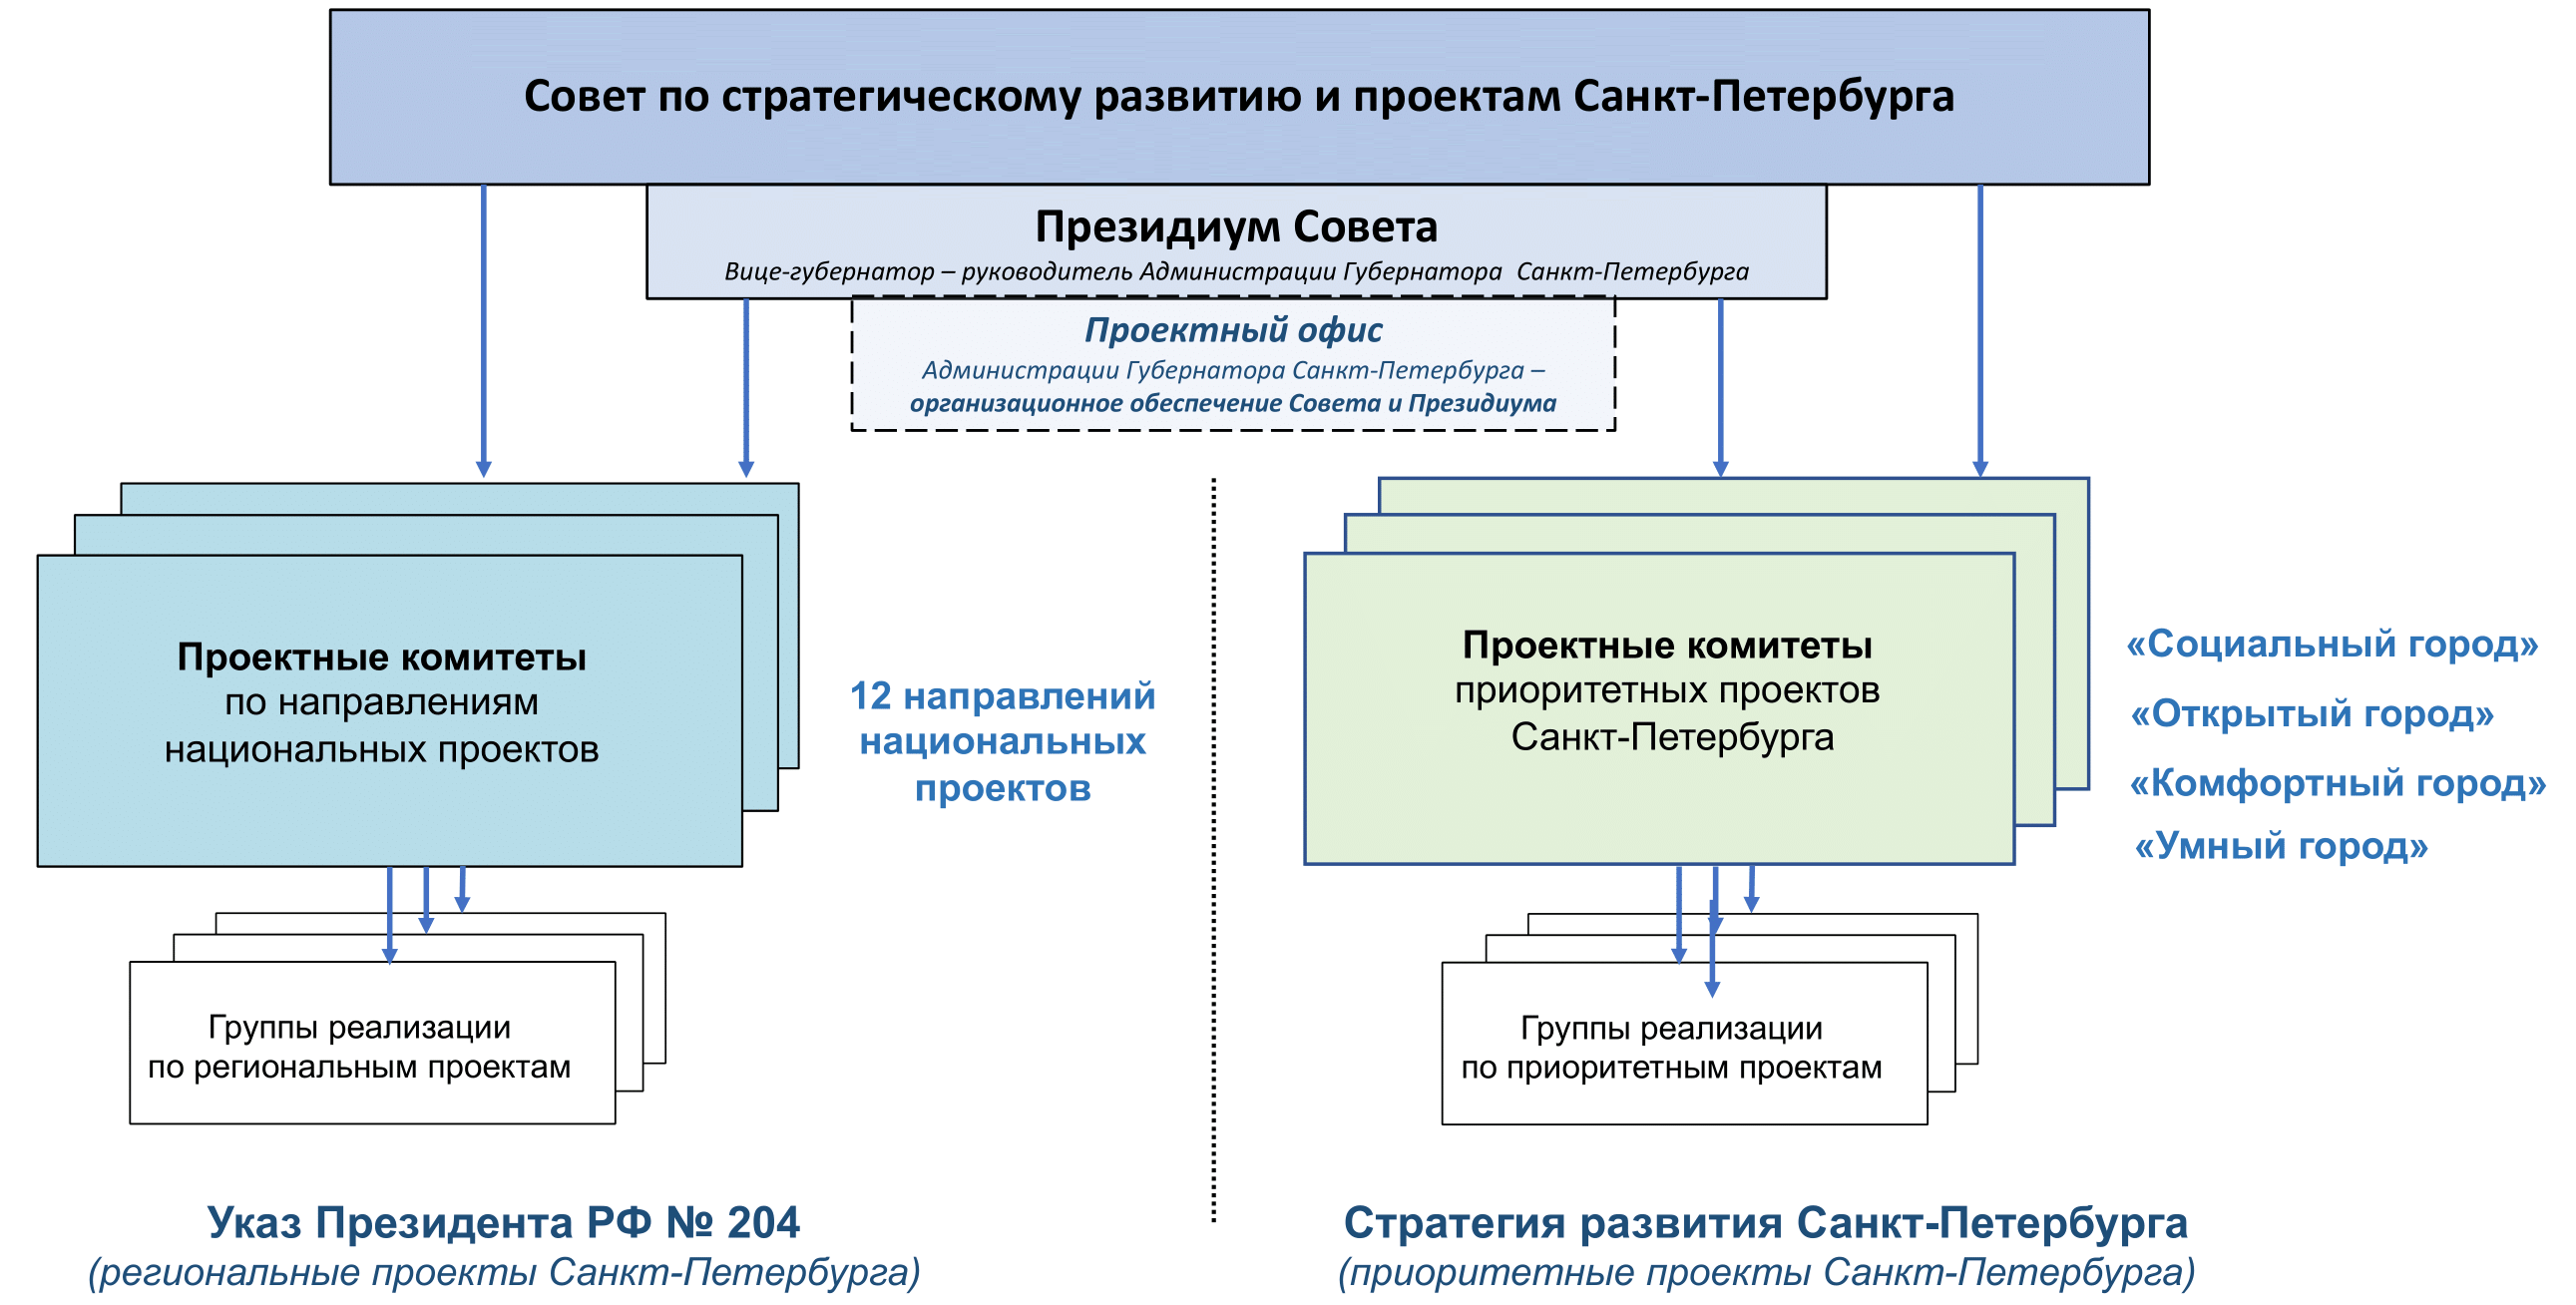 Совет по стратегическому развитию и проектам Санкт-Петербурга
Президиум Совета
Вице-губернатор – руководитель Администрации Губернатора Санкт-Петербурга
Проектный офис
Администрации Губернатора Санкт-Петербурга –
организационное обеспечение Совета и Президиума
Проектные комитеты
по направлениям
национальных проектов
12 направлений
национальных
проектов
Проектные комитеты
приоритетных проектов
Санкт-Петербурга
«Социальный город»
«Открытый город»
«Комфортный город»
«Умный город»
Группы реализации
по региональным проектам
Группы реализации
по приоритетным проектам
Указ Президента РФ № 204
(региональные проекты Санкт-Петербурга)
Стратегия развития Санкт-Петербурга
(приоритетные проекты Санкт-Петербурга)